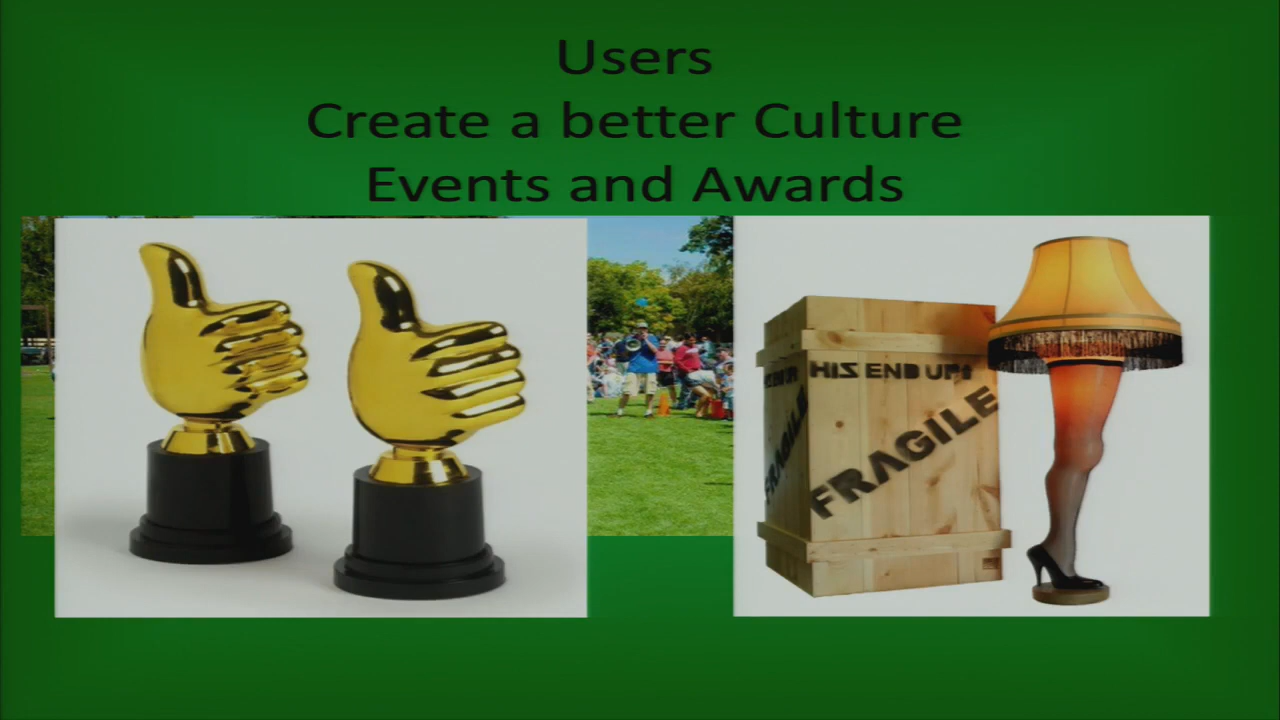 Users
Create a better Culture
Events and Awards
HIS END UP!
FRAGILE
FRAGILE